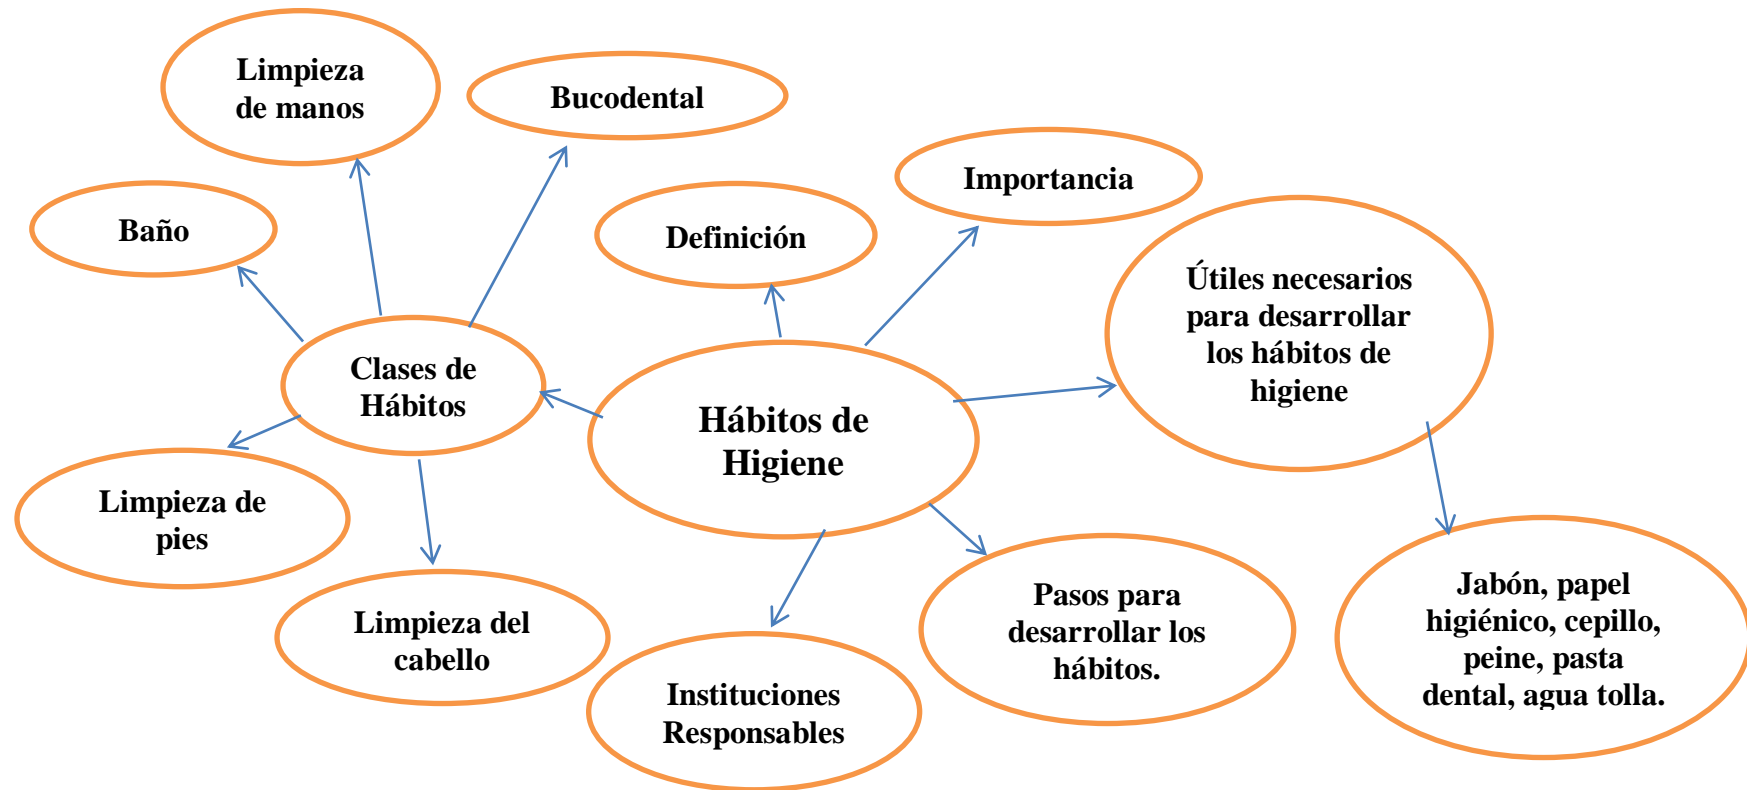 Limpieza
de manos
Bucodental
Importancia
Baño
Definición
Útiles necesarios
para desarrollar
los hábitos de
higiene
Clases de
Hábitos
Hábitos de
Higiene
Limpieza de
pies
Limpieza del
cabello
Instituciones
Responsables
Pasos para
desarrollar los
hábitos.
Jabón, papel
higiénico, cepillo,
peine, pasta
dental, agua tolla.